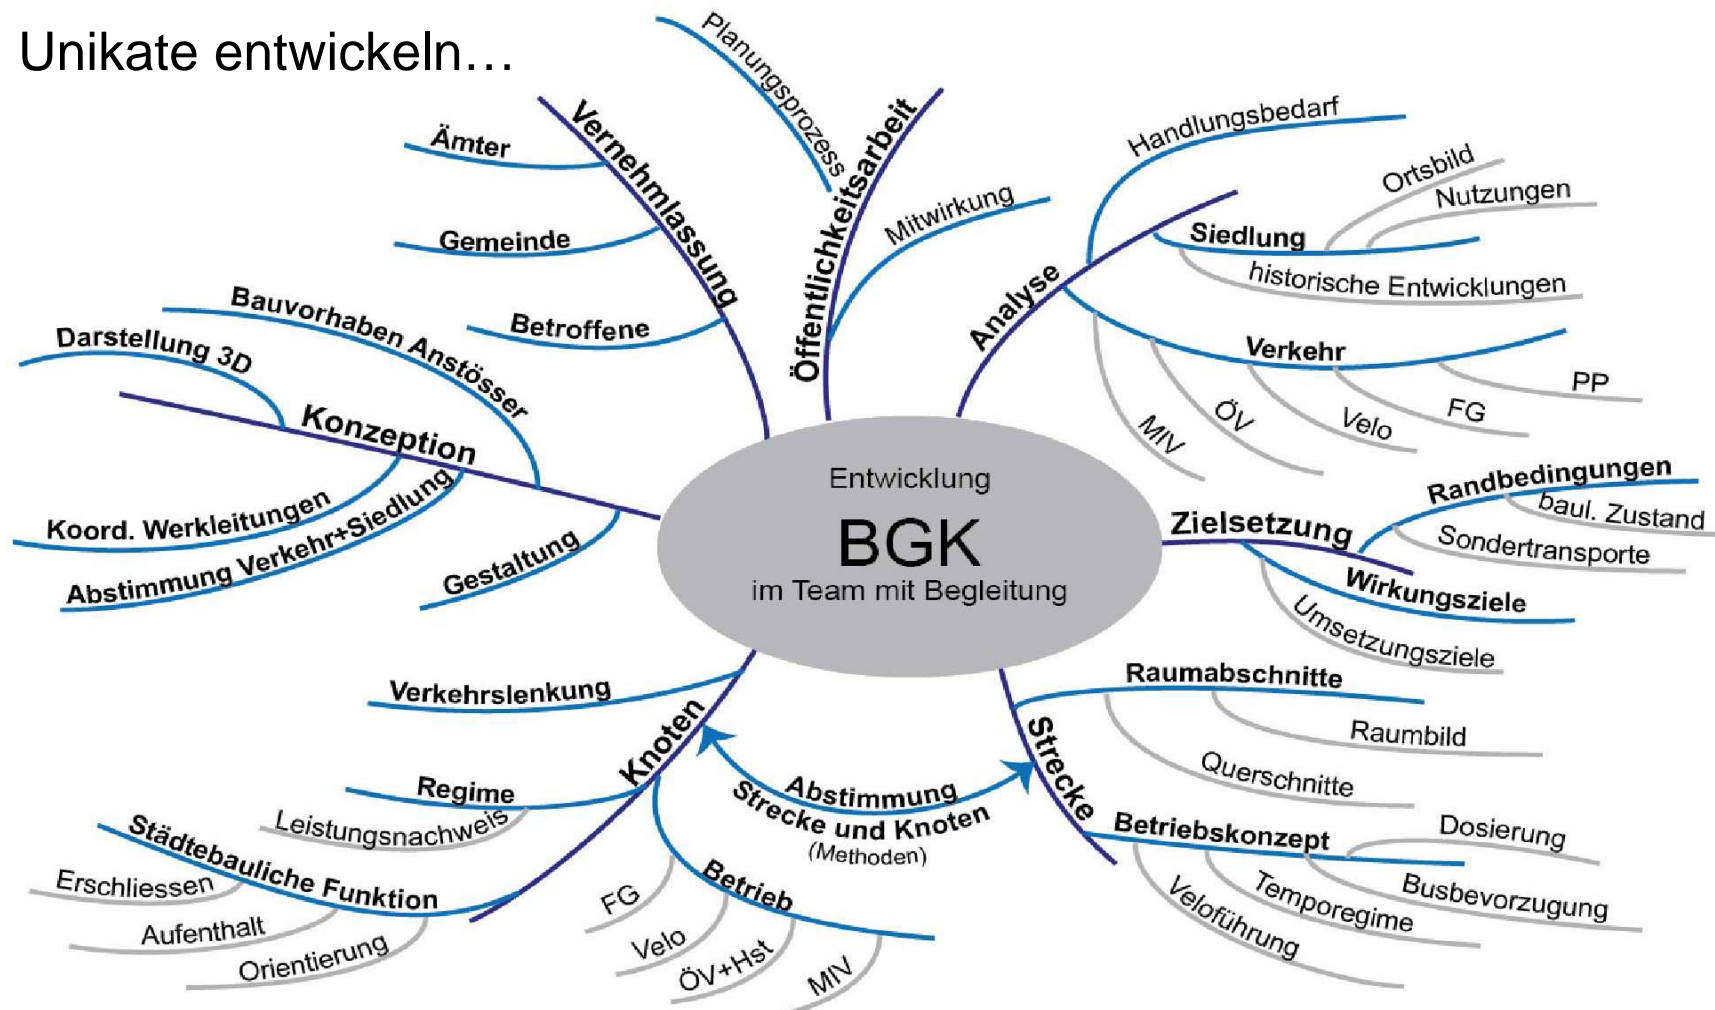 Unikate entwickeln…
Planungsprozess
Öffentlichkeitsarbeit
Mitwirkung
Vernehmlassung
Ämter
Gemeinde
Betroffene
Bauvorhaben Anstösser
Darstellung 3D
Konzeption
Koord. Werkleitungen
Abstimmung Verkehr+Siedlung
Gestaltung
Handlungsbedarf
Analyse
Ortsbild
Nutzungen
Siedlung
historische Entwicklungen
Verkehr
MIV
ÖV
Velo
FG
PP
Entwicklung
BGK
im Team mit Begleitung
Zielsetzung
Randbedingungen
baul. Zustand
Sondertransporte
Wirkungsziele
Umsetzungsziele
Strecke
Raumabschnitte
Raumbild
Querschnitte
Betriebskonzept
Dosierung
Busbevorzugung
Temporegime
Veloführung
Abstimmung
Strecke und Knoten
(Methoden)
Knoten
Verkehrslenkung
Regime
Leistungsnachweis
Städtebauliche Funktion
Erschliessen
Aufenthalt
Orientierung
Betrieb
FG
Velo
ÖV+Hst
MIV